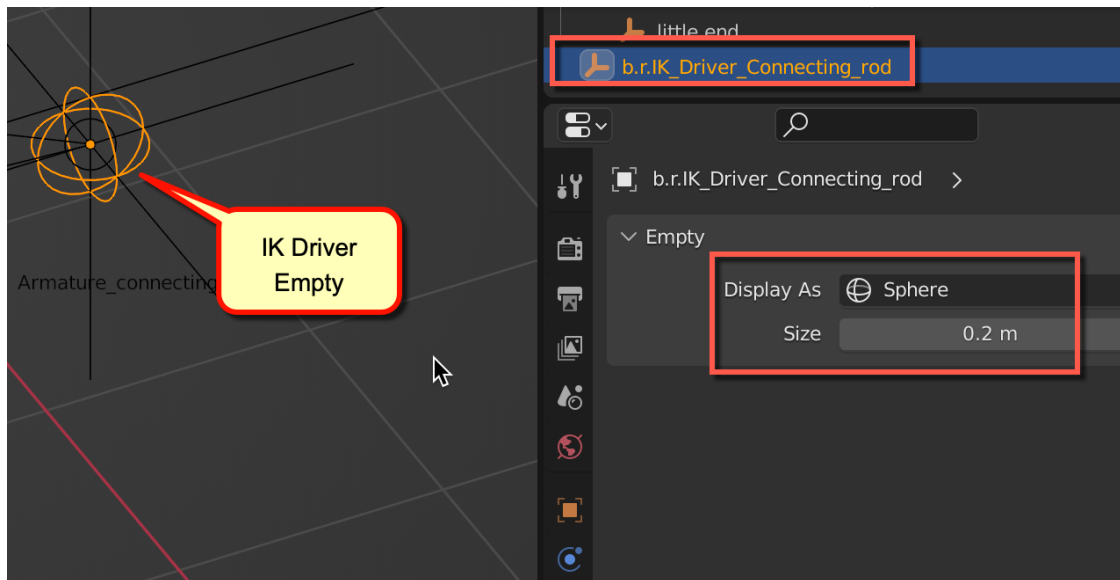 little end
b.r.IK_Driver_Connecting_rod
b.r.IK_Driver_Connecting_rod
Empty
Display As Sphere
Size 0.2 m
IK Driver
Empty
Armature_connecting